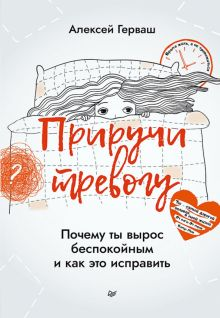 Алексей Герваш
?
Приручи
тревогу
Почему ты вырос
беспокойным
и как это исправить